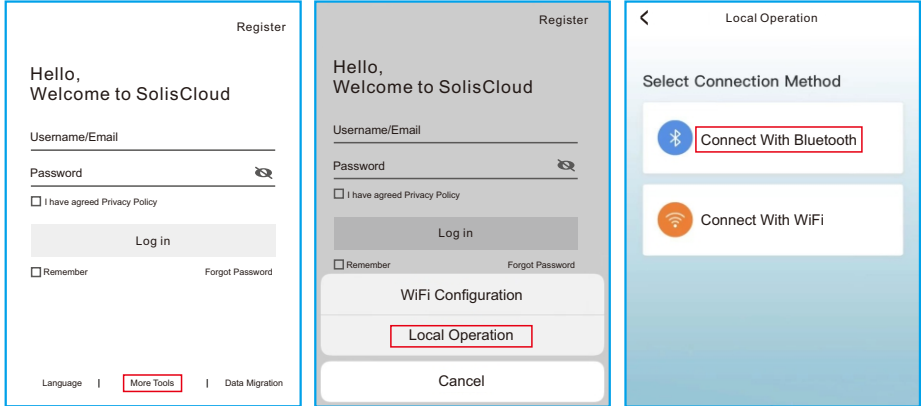 Register
Hello,
Welcome to SolisCloud
Username/Email
Password
I have agreed Privacy Policy
Log in
Remember Forgot Password
Language | More Tools | Data Migration
Register
Hello,
Welcome to SolisCloud
Username/Email
Password
I have agreed Privacy Policy
Log in
Remember Forgot Password
WiFi Configuration
Local Operation
Cancel
Local Operation
Select Connection Method
Connect With Bluetooth
Connect With WiFi